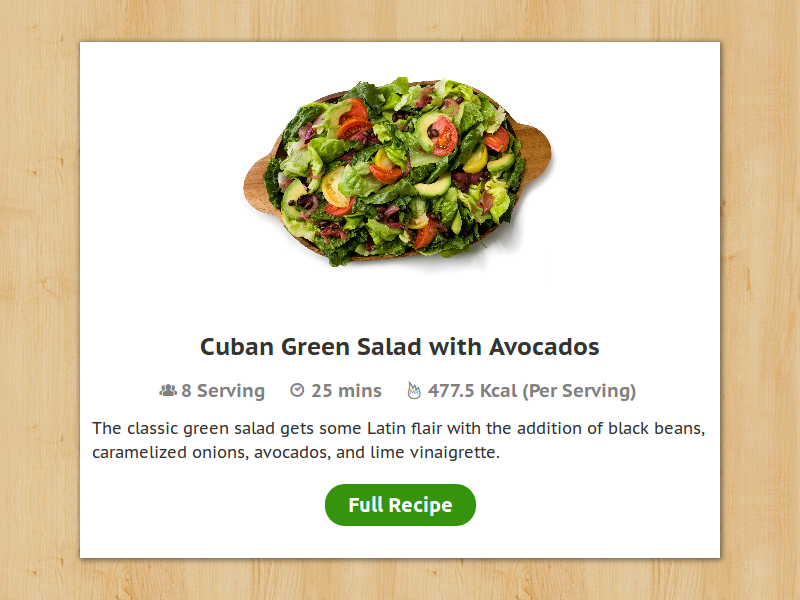 Cuban Green Salad with Avocados
8 Serving 25 mins 477.5 Kcal (Per Serving)
The classic green salad gets some Latin flair with the addition of black beans,
caramelized onions, avocados, and lime vinaigrette.
Full Recipe